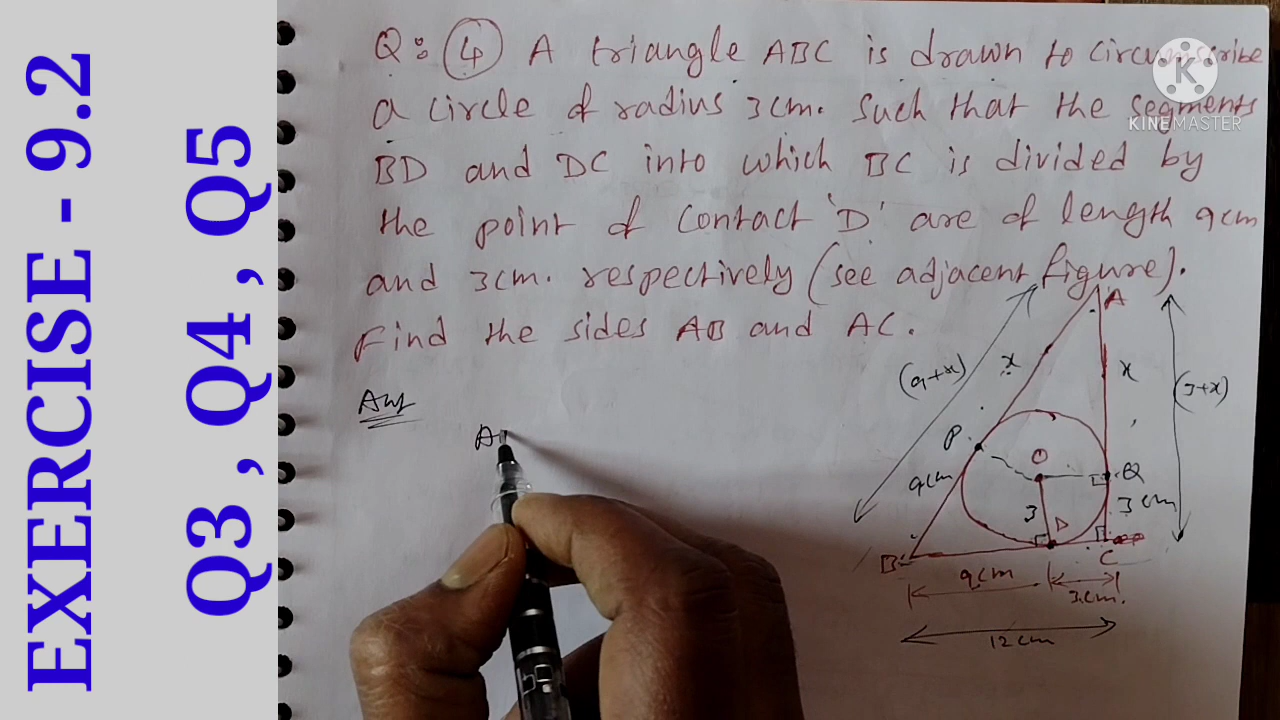 EXERCISE - 9.2
Q3 , Q4 , Q5
K
KINEMASTER
Q: 4 A triangle ABC is drawn to circumscribe
a circle of radius 3cm. such that the segments
BD and DC into which BC is divided by
the point of contact 'D' are of length 9cm
and 3cm. respectively (see adjacent figure).
Find the sides AB and AC.
Ans
A
A
(9+x)
x
x
(3+x)
P
O
Q
9cm
3
3cm
D
B
C
9cm
3cm.
12cm